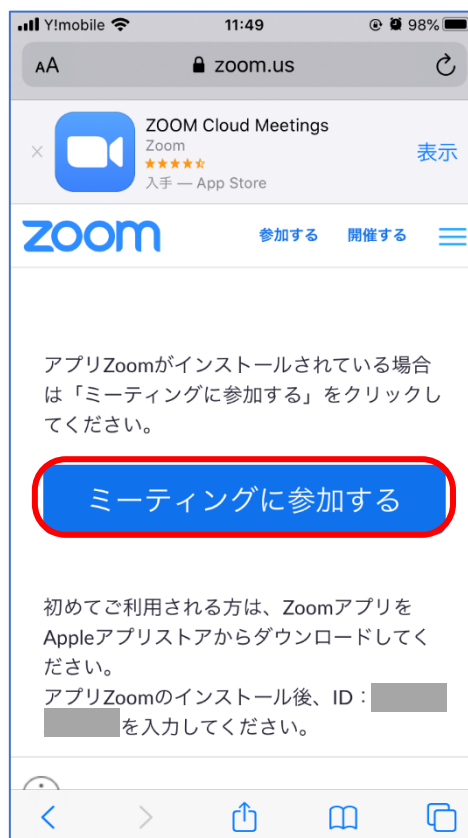 Y!mobile 11:49 98%
AA zoom.us
ZOOM Cloud Meetings
Zoom
入手 — App Store
表示
zoom 参加する 開催する
アプリZoomがインストールされている場合
は「ミーティングに参加する」をクリックし
てください。
ミーティングに参加する
初めてご利用される方は、Zoomアプリを
Appleアプリストアからダウンロードしてく
ださい。
アプリZoomのインストール後、ID：
を入力してください。